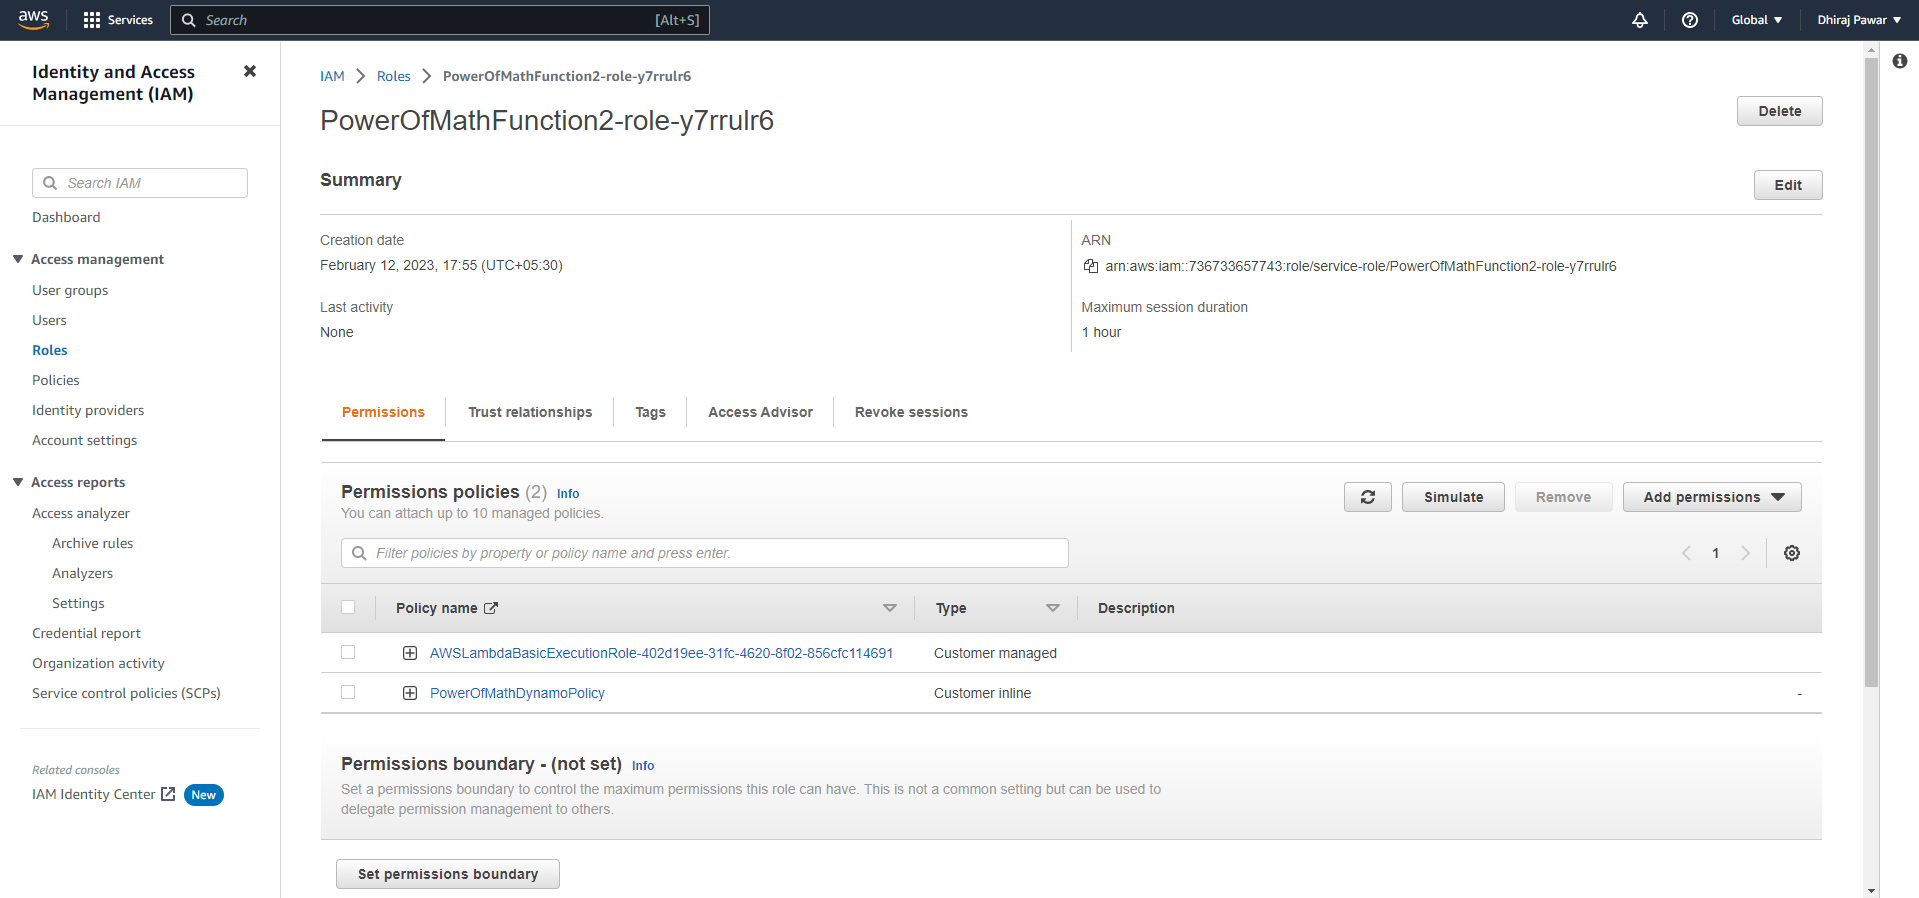 aws
Services
Search
[Alt+S]
Global
Dhiraj Pawar
Identity and Access
Management (IAM)
Search IAM
Dashboard
Access management
User groups
Users
Roles
Policies
Identity providers
Account settings
Access reports
Access analyzer
Archive rules
Analyzers
Settings
Credential report
Organization activity
Service control policies (SCPs)
Related consoles
IAM Identity Center New
IAM > Roles > PowerOfMathFunction2-role-y7rrulr6
PowerOfMathFunction2-role-y7rrulr6
Delete
Summary
Edit
Creation date
February 12, 2023, 17:55 (UTC+05:30)
ARN
arn:aws:iam::736733657743:role/service-role/PowerOfMathFunction2-role-y7rrulr6
Last activity
None
Maximum session duration
1 hour
Permissions
Trust relationships
Tags
Access Advisor
Revoke sessions
Permissions policies (2) Info
You can attach up to 10 managed policies.
Simulate
Remove
Add permissions
Filter policies by property or policy name and press enter.
1
Policy name
Type
Description
AWSLambdaBasicExecutionRole-402d19ee-31fc-4620-8f02-856cfc114691
Customer managed
PowerOfMathDynamoPolicy
Customer inline
-
Permissions boundary - (not set) Info
Set a permissions boundary to control the maximum permissions this role can have. This is not a common setting but can be used to
delegate permission management to others.
Set permissions boundary